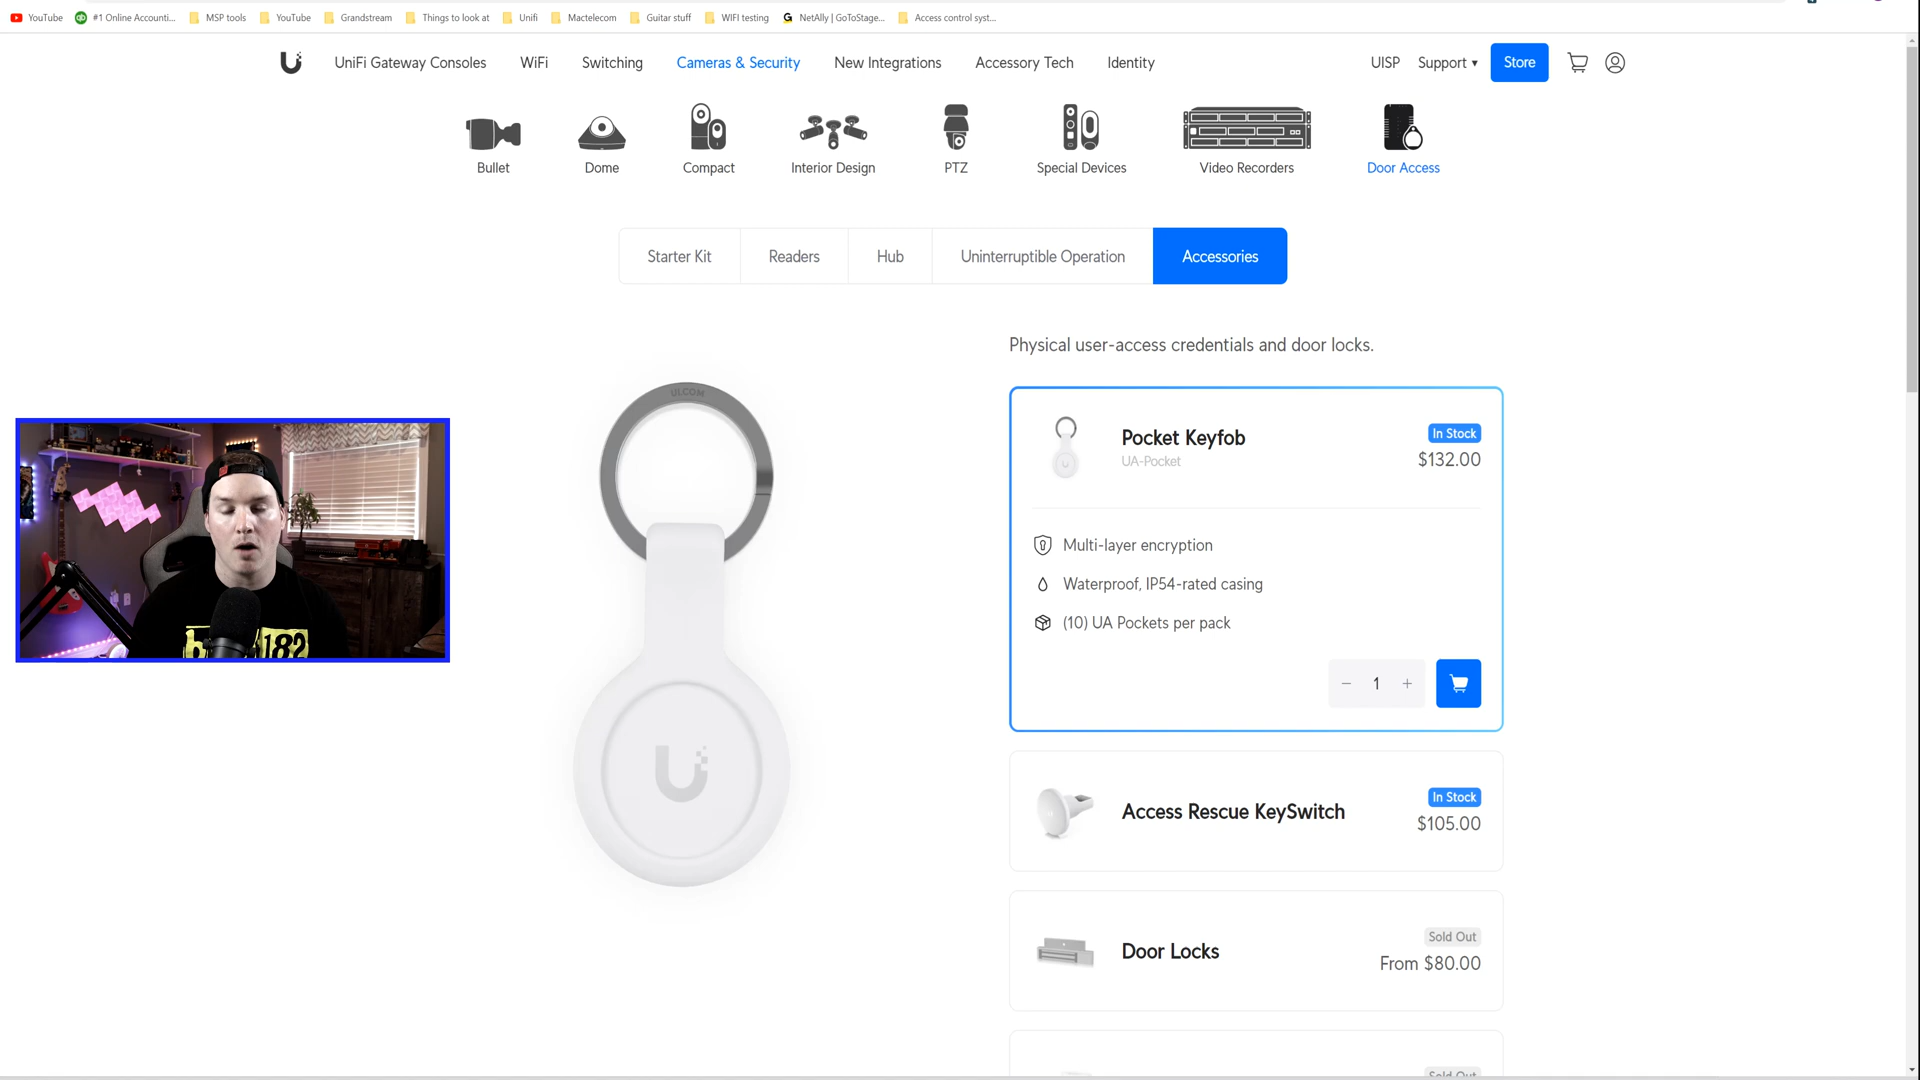 YouTube
#1 Online Accounti...
MSP tools
YouTube
Grandstream
Things to look at
Unifi
Mactelecom
Guitar stuff
WIFI testing
NetAlly | GoToStage...
Access control syst...
UniFi Gateway Consoles
WiFi
Switching
Cameras & Security
New Integrations
Accessory Tech
Identity
UISP
Support
Store
Bullet
Dome
Compact
Interior Design
PTZ
Special Devices
Video Recorders
Door Access
Starter Kit
Readers
Hub
Uninterruptible Operation
Accessories
Physical user-access credentials and door locks.
Pocket Keyfob
UA-Pocket
In Stock
$132.00
Multi-layer encryption
Waterproof, IP54-rated casing
(10) UA Pockets per pack
1
Access Rescue KeySwitch
In Stock
$105.00
Door Locks
Sold Out
From $80.00
Sold Out
182